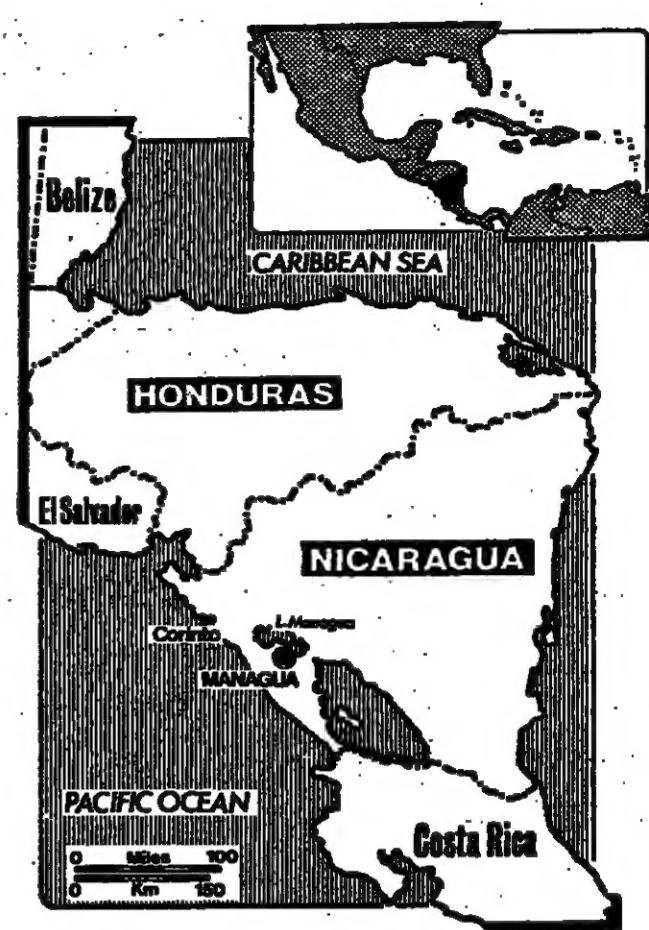 Belize
CARIBBEAN SEA
HONDURAS
El Salvador
NICARAGUA
L. Managua
Corinto
MANAGUA
PACIFIC OCEAN
Costa Rica
0 Miles 100
0 Km 150